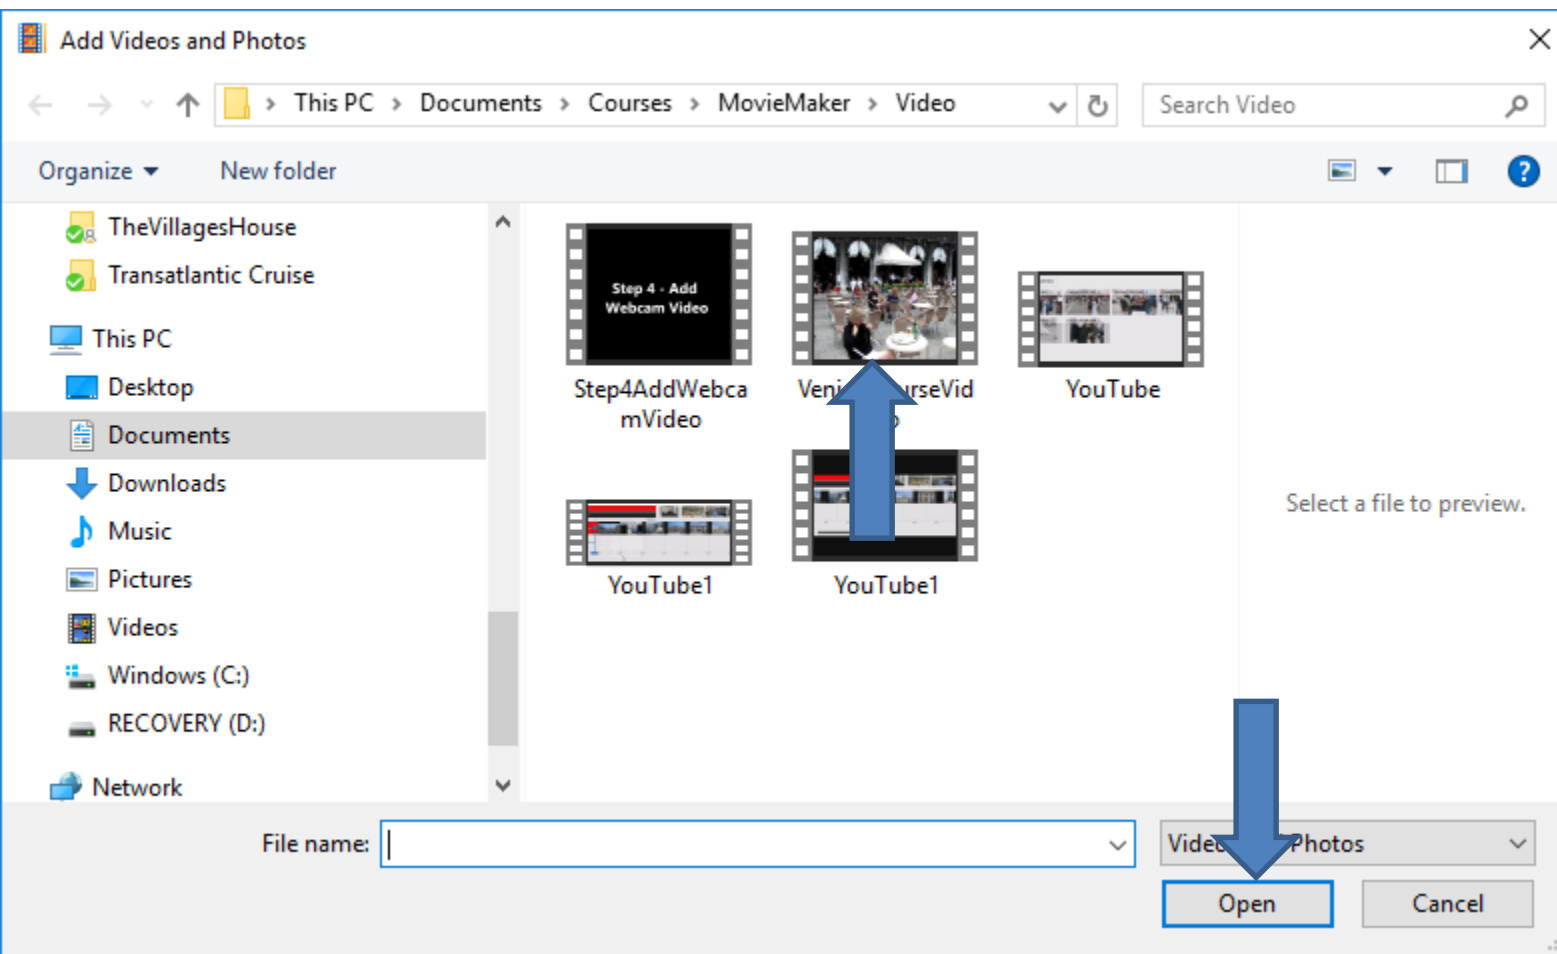 Add Videos and Photos
This PC > Documents > Courses > MovieMaker > Video
Search Video
Organize
New folder
?
TheVillagesHouse
Transatlantic Cruise
This PC
Desktop
Documents
Downloads
Music
Pictures
Videos
Windows (C:)
RECOVERY (D:)
Network
Step 4 - Add
Webcam Video
Step4AddWebca
mVideo
YouTube
YouTube1
YouTube1
Select a file to preview.
File name:
Photos
Open
Cancel